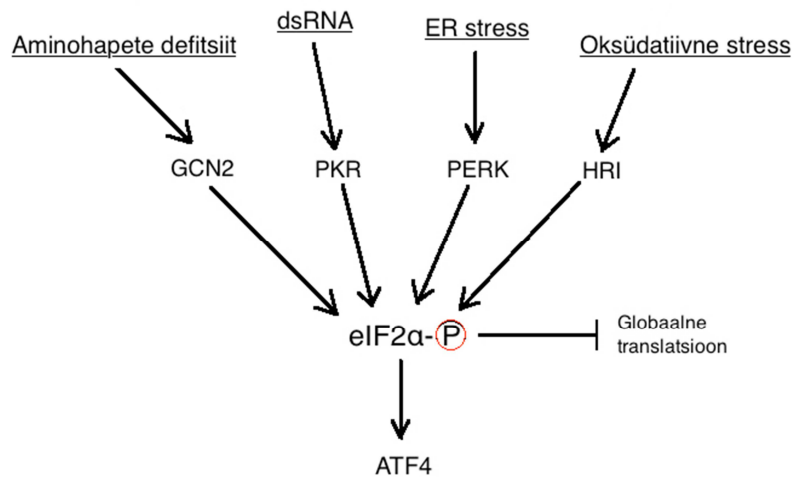 Aminohapete defitsiit
dsRNA
ER stress
Oksüdatiivne stress
GCN2
PKR
PERK
HRI
eIF2α-P
Globaalne
translatsioon
ATF4